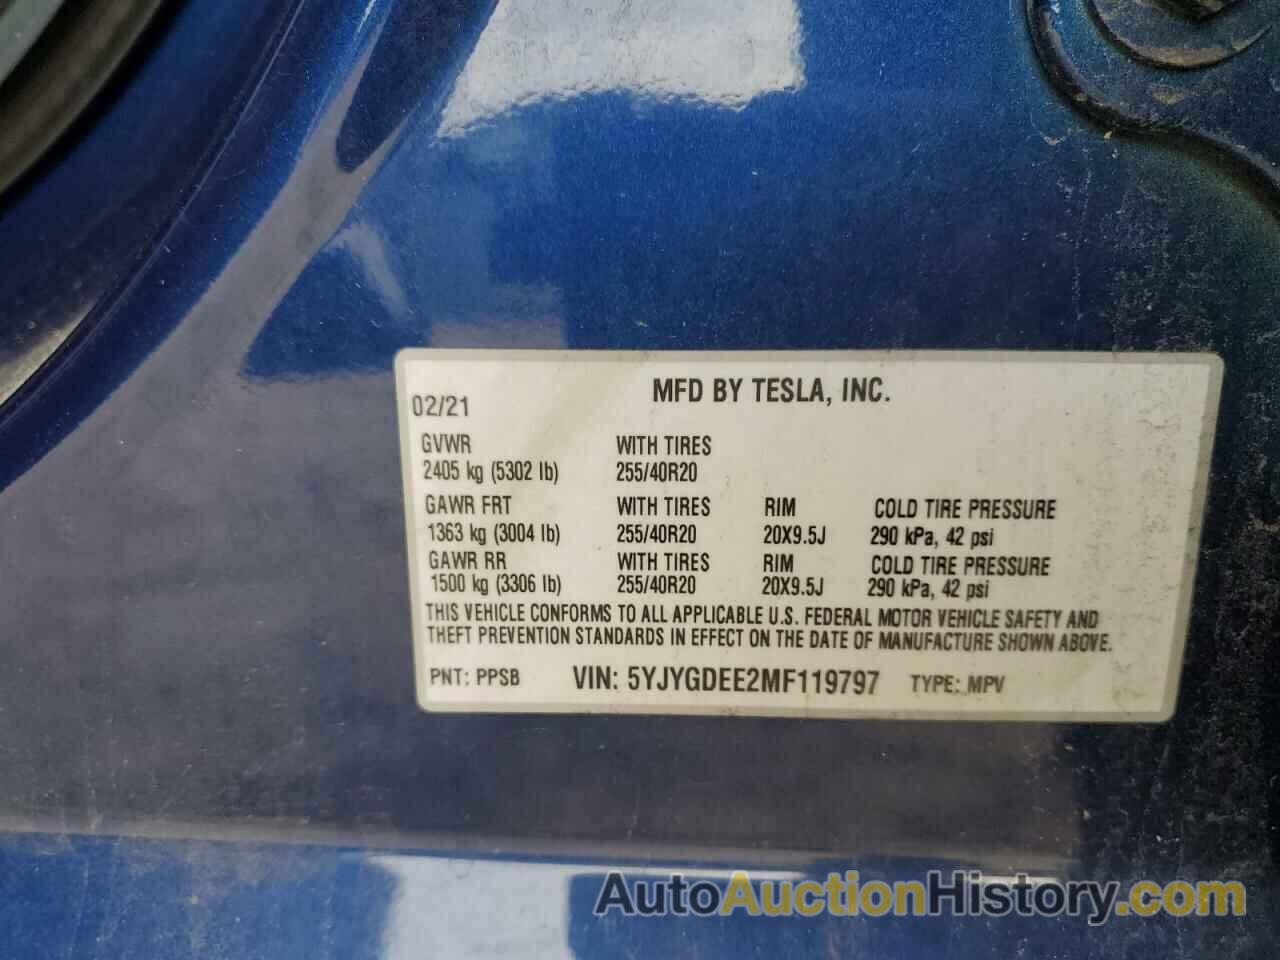 MFD BY TESLA, INC.
02/21
GVWR WITH TIRES
2405 kg (5302 lb) 255/40R20
GAWR FRT WITH TIRES RIM COLD TIRE PRESSURE
1363 kg (3004 lb) 255/40R20 20X9.5J 290 kPa, 42 psi
GAWR RR WITH TIRES RIM COLD TIRE PRESSURE
1500 kg (3306 lb) 255/40R20 20X9.5J 290 kPa, 42 psi
THIS VEHICLE CONFORMS TO ALL APPLICABLE U.S. FEDERAL MOTOR VEHICLE SAFETY AND
THEFT PREVENTION STANDARDS IN EFFECT ON THE DATE OF MANUFACTURE SHOWN ABOVE.
PNT: PPSB VIN: 5YJYGDEE2MF119797 TYPE: MPV
AutoAuctionHistory.com